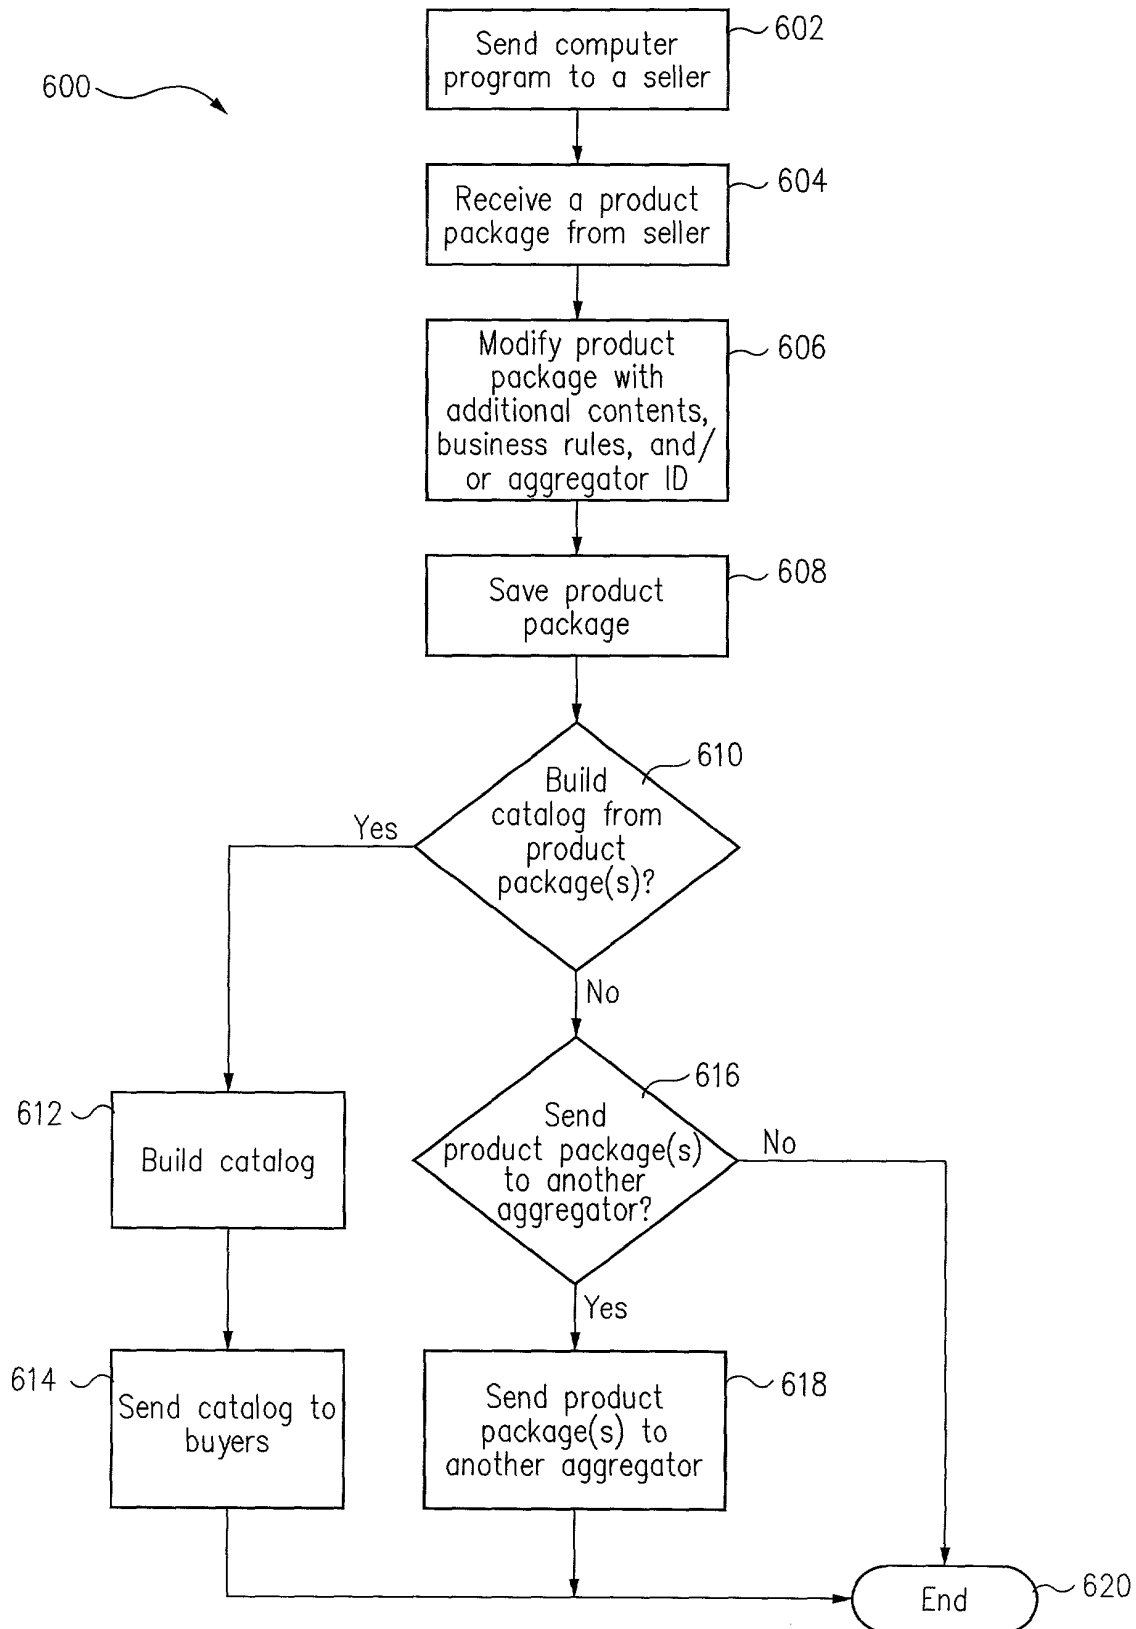 602
Send computer
program to a seller
600
604
Receive a product
package from seller
606
Modify product
package with
additional contents,
business rules, and/
or aggregator ID
608
Save product
package
610
Build
catalog from
product
package(s)?
Yes
No
616
Send
product package(s)
to another
aggregator?
No
612
Build catalog
Yes
614
Send catalog to
buyers
618
Send product
package(s) to
another aggregator
End
620